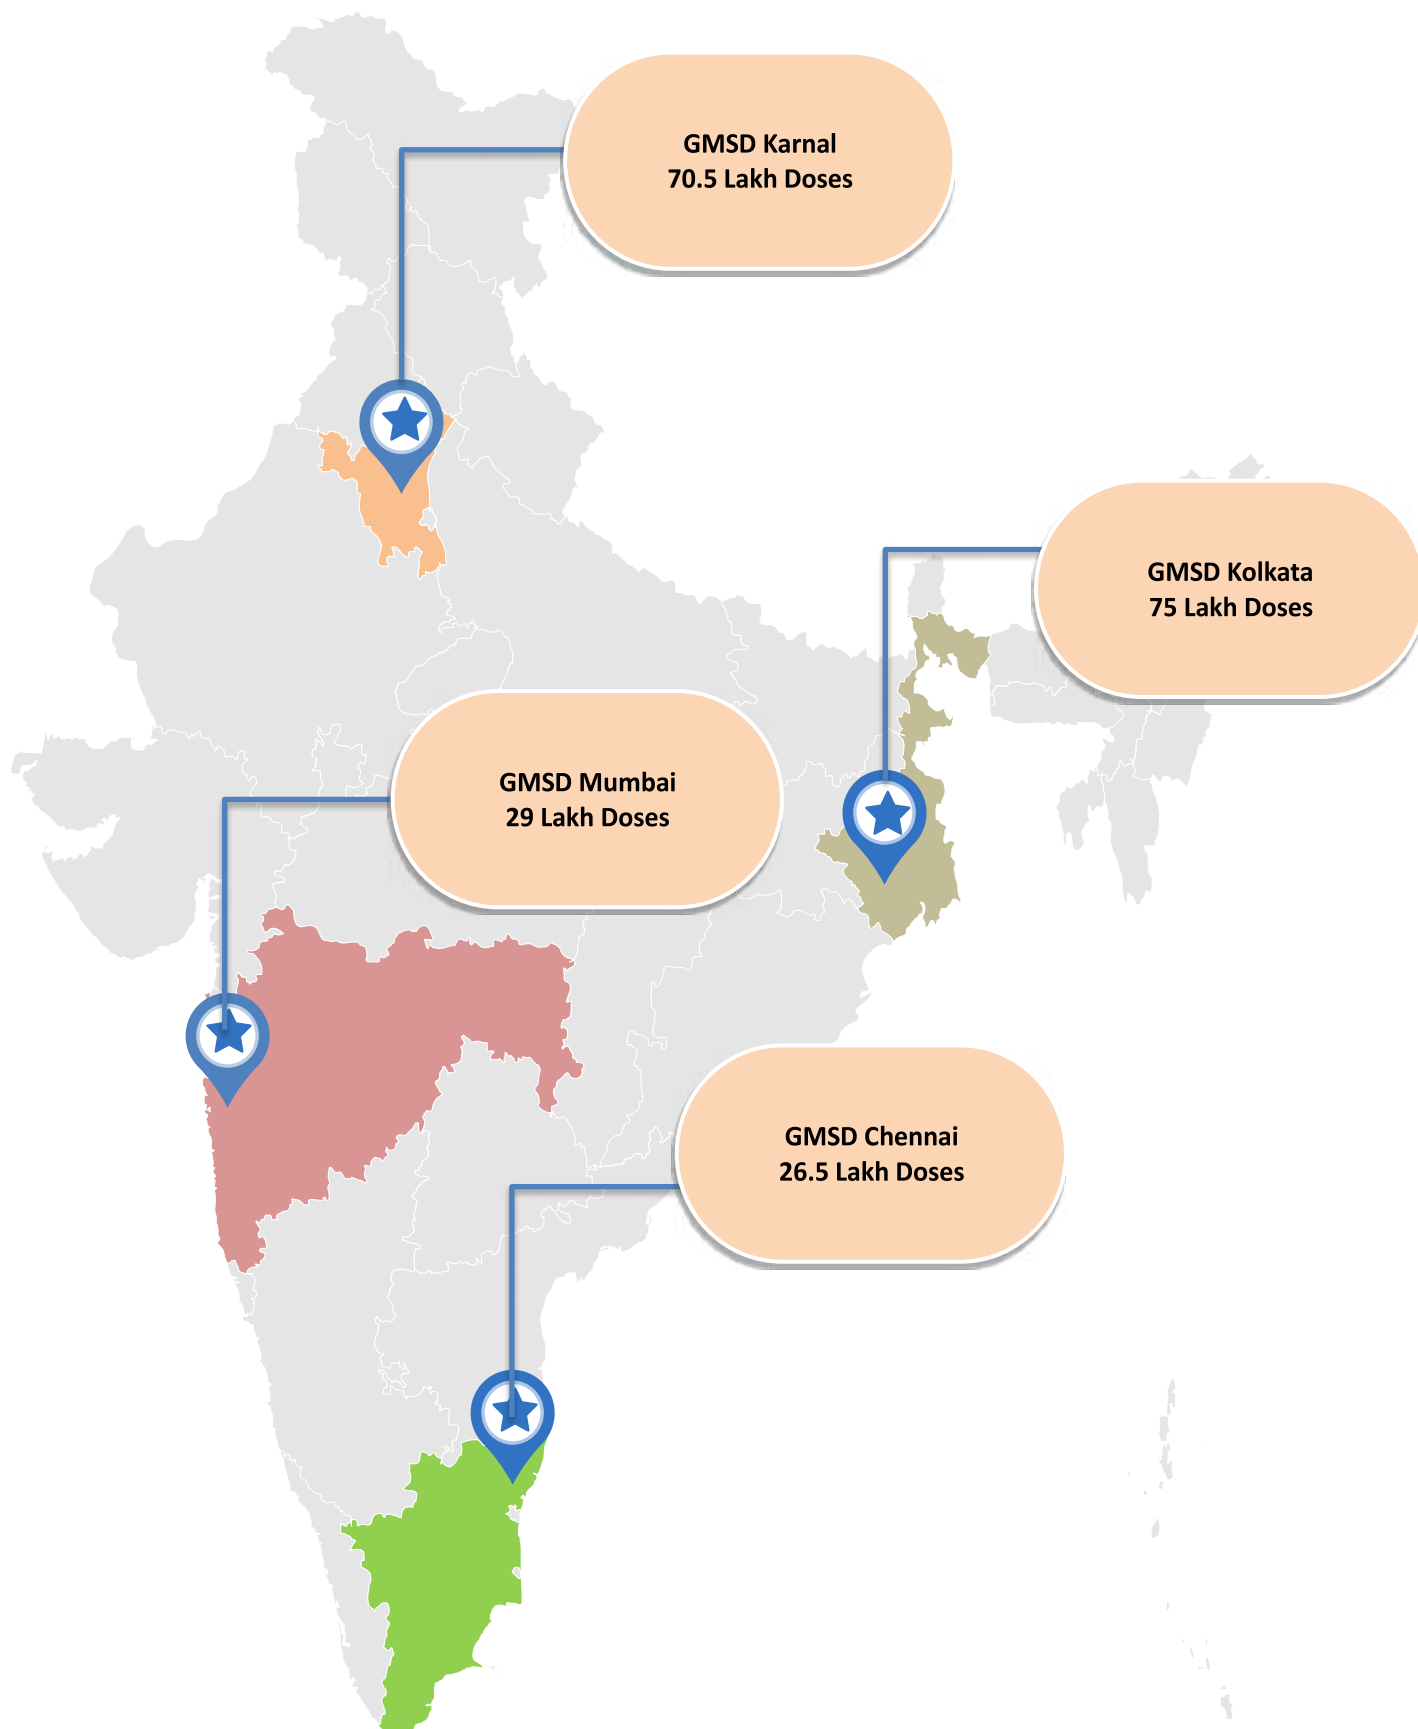 GMSD Karnal
70.5 Lakh Doses
GMSD Kolkata
75 Lakh Doses
GMSD Mumbai
29 Lakh Doses
GMSD Chennai
26.5 Lakh Doses